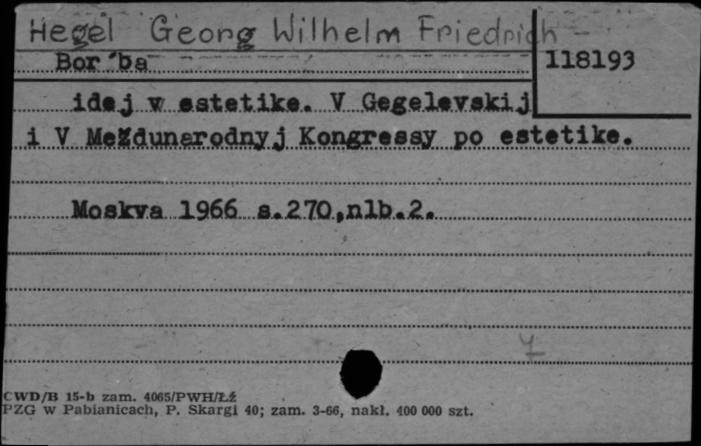 Hegel Georg Wilhelm Friedrich -
Bor'ba
118193
idej w estetike. V Gegelevskij
i V Meždunarodnyj Kongressy po estetike.
Moskva 1966 s.270,nlb.2.
CWD/B 15-b zam. 4065/PWH/Łź
PZG w Pabianicach, P. Skargi 40; zam. 3-66, nakł. 400 000 szt.